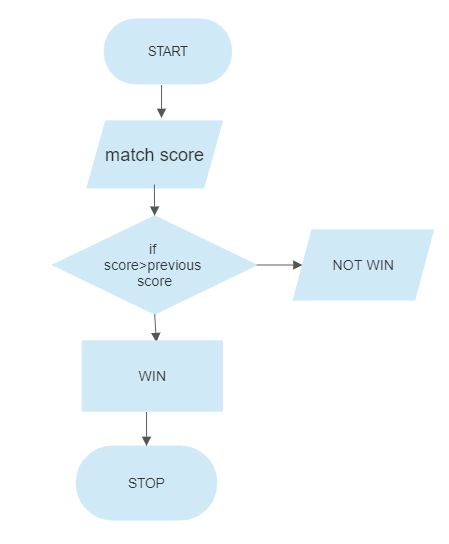 START
match score
if
score>previous
score
NOT WIN
WIN
STOP